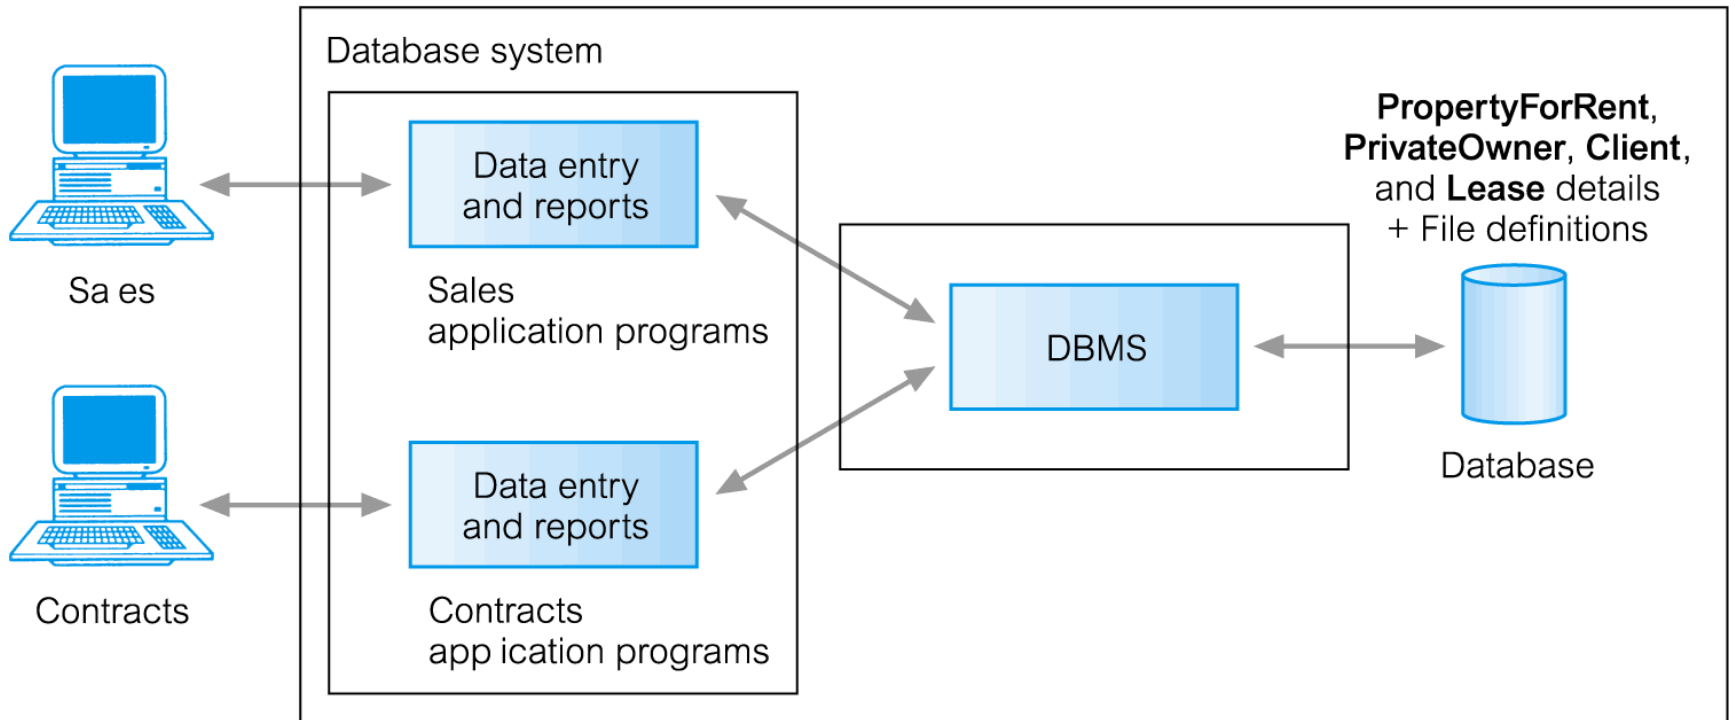 Database system
PropertyForRent,
PrivateOwner, Client,
and Lease details
+ File definitions
Data entry
and reports
Sa es
Sales
application programs
DBMS
Database
Data entry
and reports
Contracts
Contracts
app ication programs